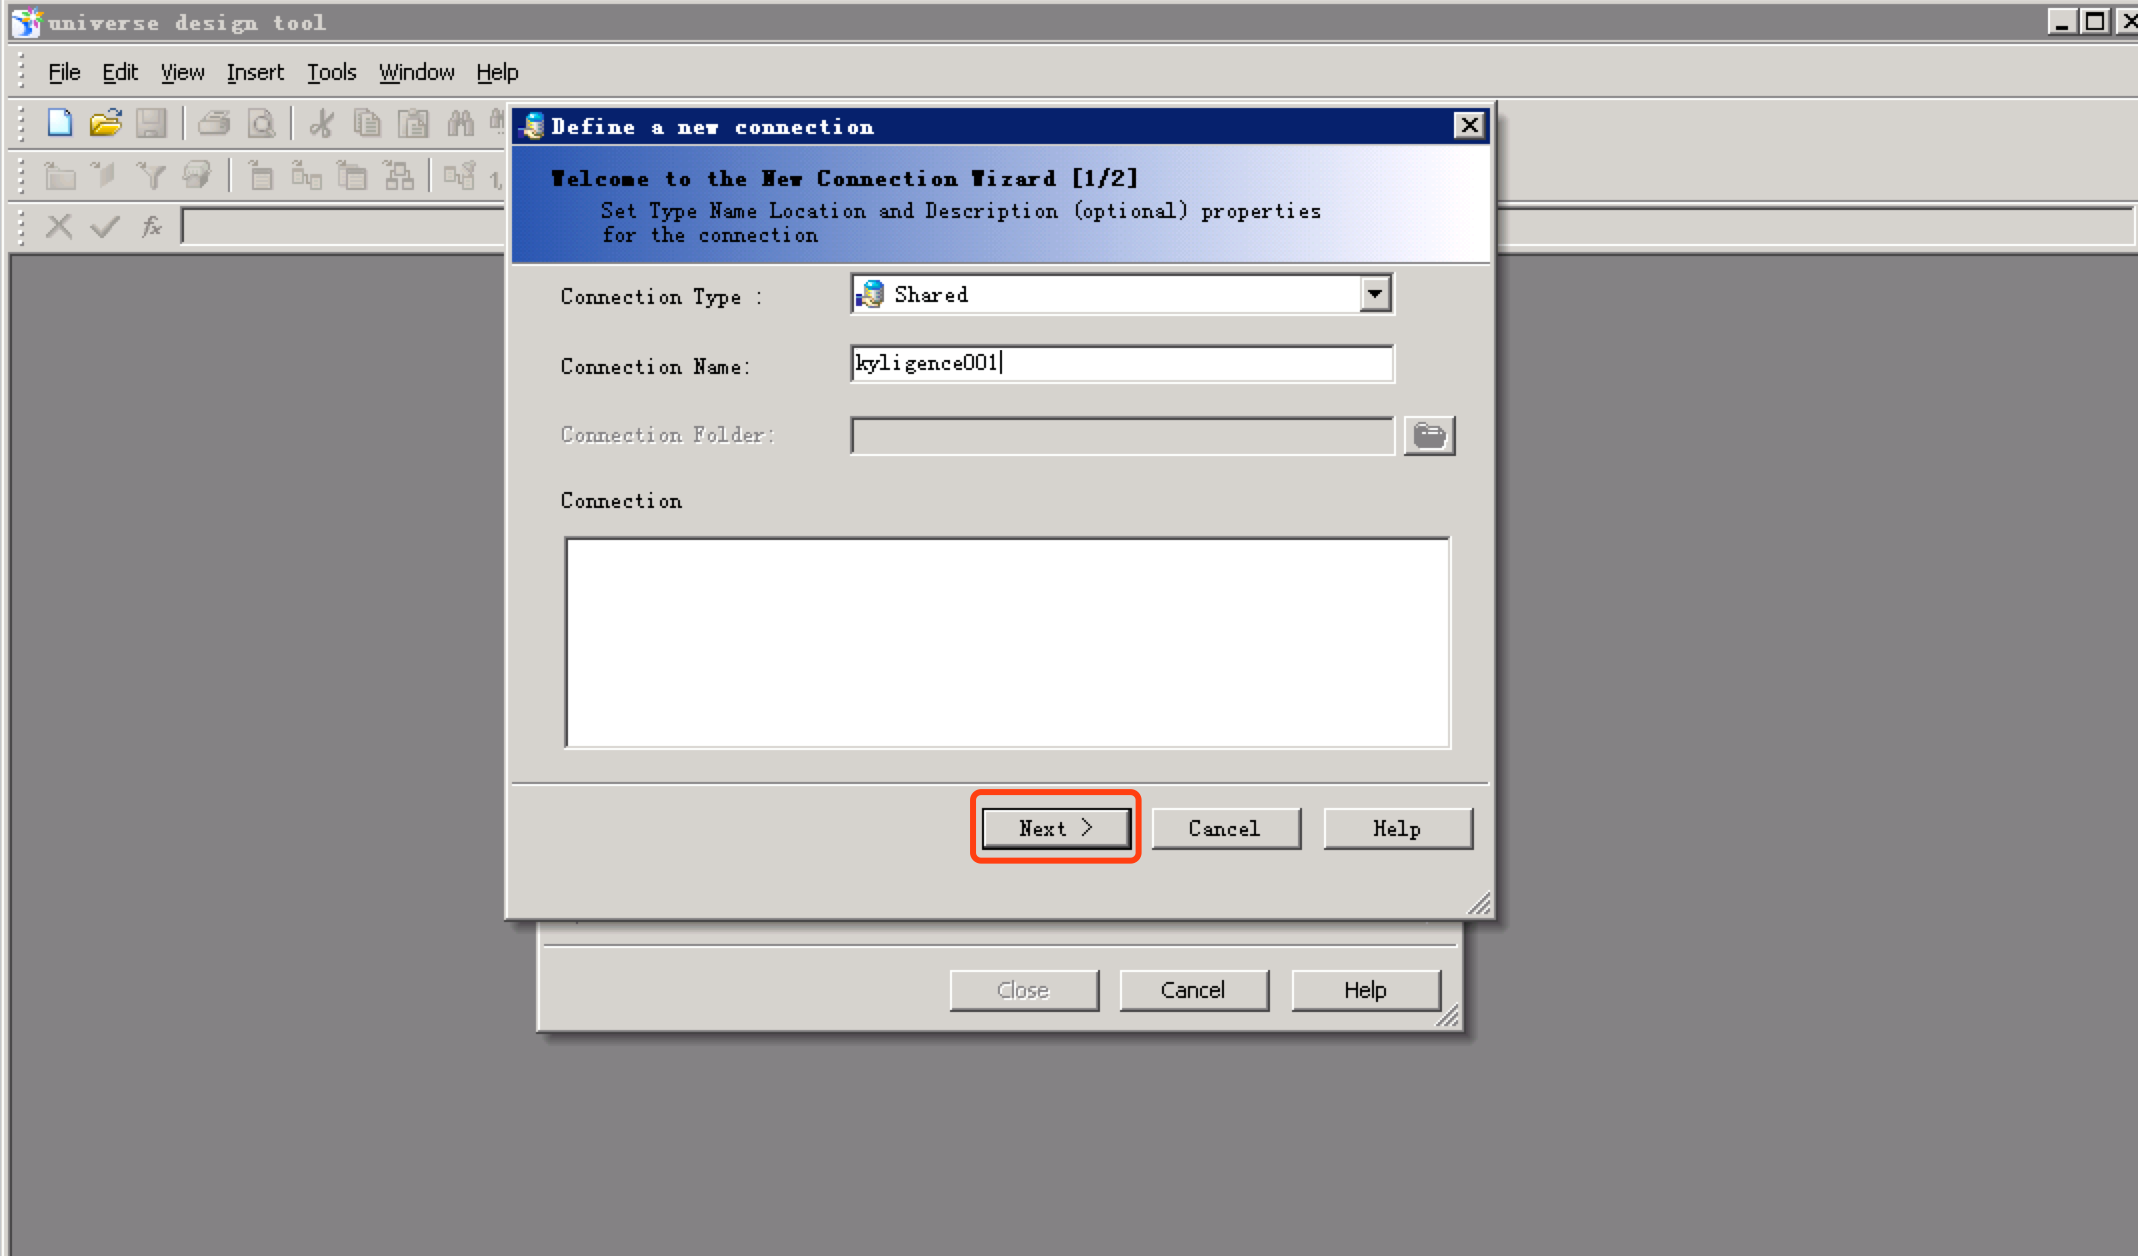 universe design tool
File Edit View Insert Tools Window Help
Define a new connection
Welcome to the New Connection Wizard [1/2]
Set Type Name Location and Description (optional) properties
for the connection
Connection Type :
Shared
Connection Name:
kyligence001
Connection Folder:
Connection
Next >
Cancel
Help
Close
Cancel
Help